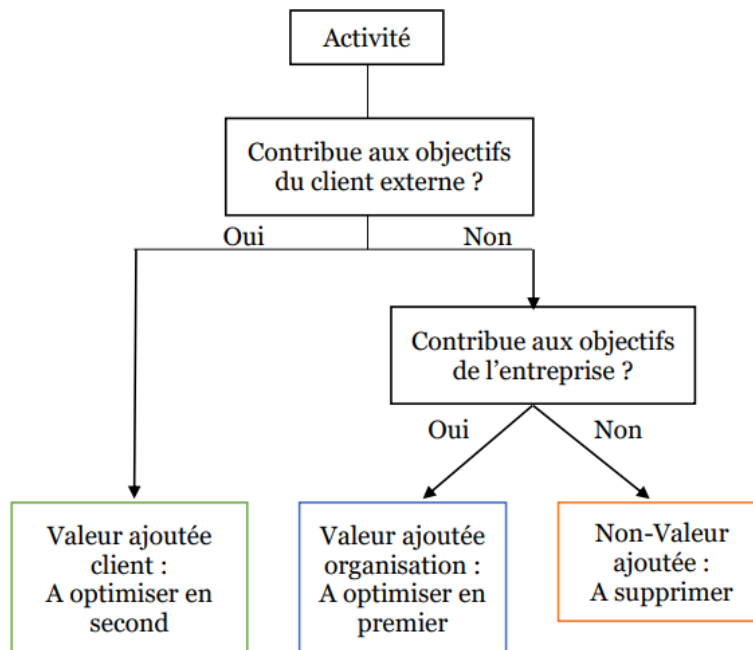 Activité
Contribue aux objectifs
du client externe ?
Oui
Non
Contribue aux objectifs
de l’entreprise ?
Oui
Non
Valeur ajoutée
client :
A optimiser en
second
Valeur ajoutée
organisation :
A optimiser en
premier
Non-Valeur
ajoutée :
A supprimer